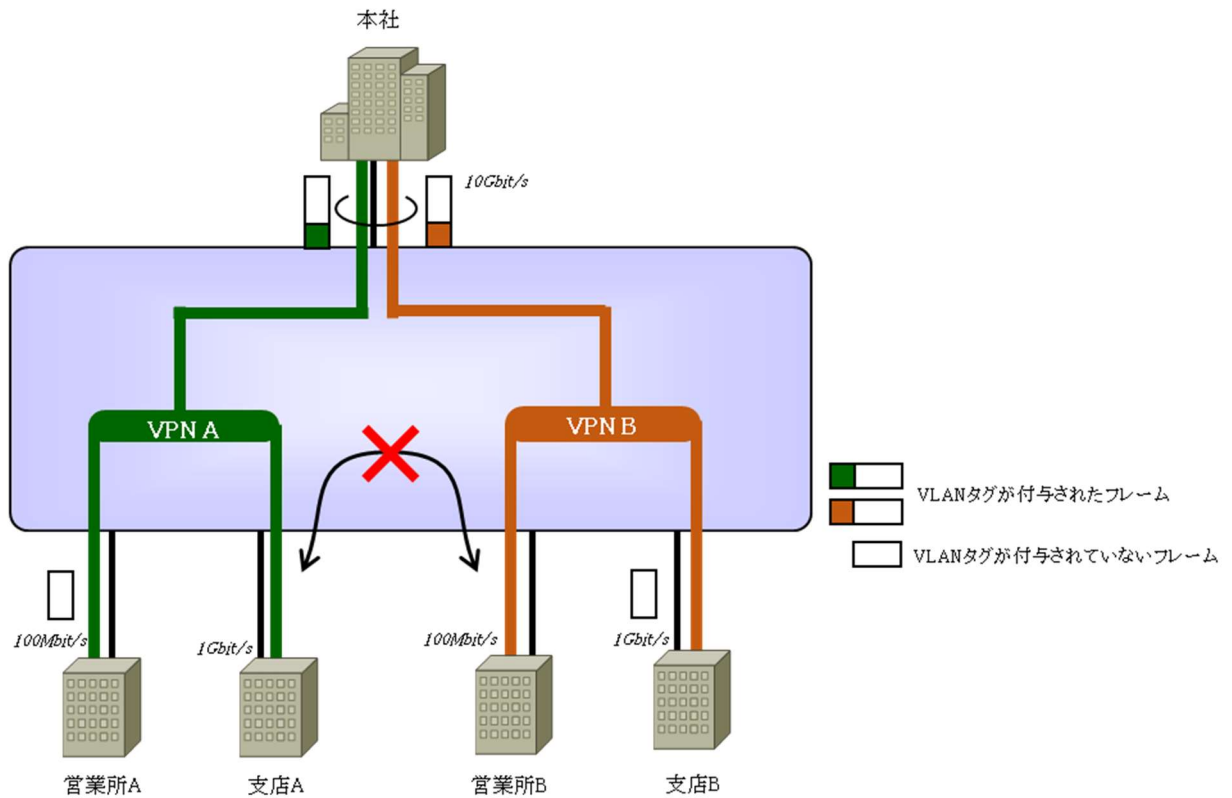 本社
10Gbit/s
VPN A
VPN B
VLANタグが付与されたフレーム
VLANタグが付与されていないフレーム
100Mbit/s
1Gbit/s
100Mbit/s
1Gbit/s
営業所A
支店A
営業所B
支店B